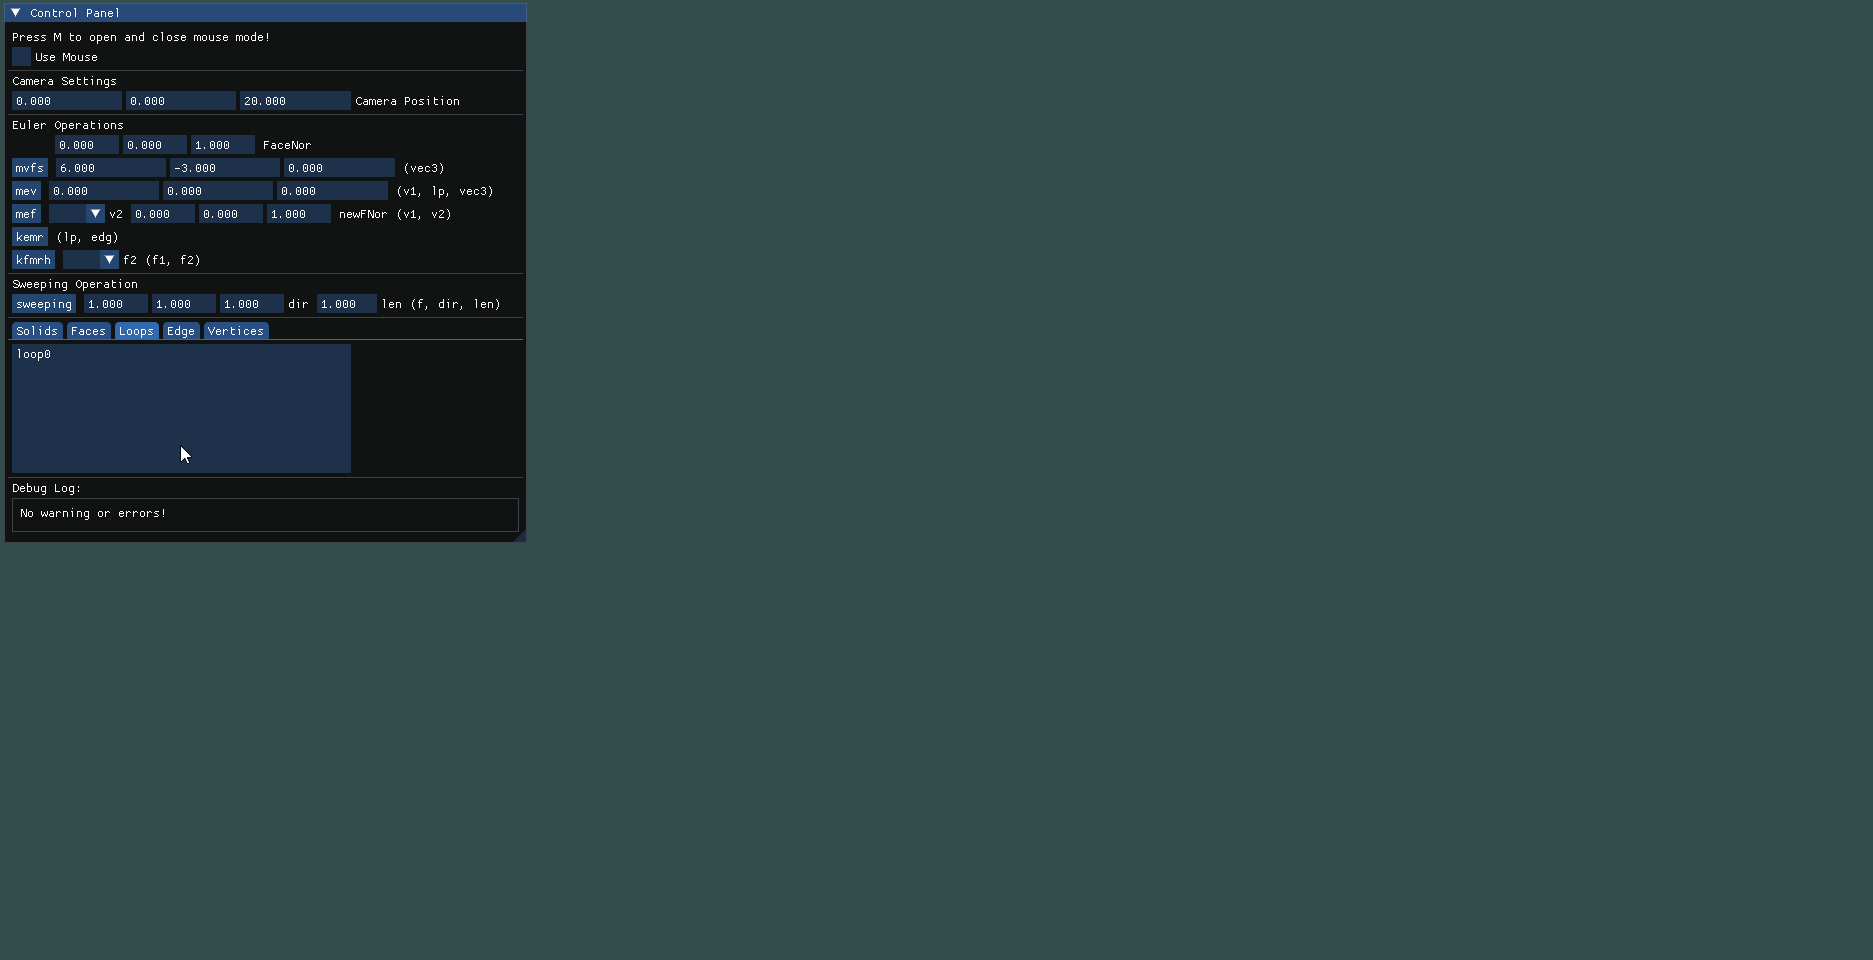 Control Panel
Press M to open and close mouse mode!
Use Mouse
Camera Settings
0.000 0.000 20.000 Camera Position
Euler Operations
0.000 0.000 1.000 FaceNor
mvfs 6.000 -3.000 0.000 (vec3)
mev 0.000 0.000 0.000 (v1, lp, vec3)
mef v2 0.000 0.000 1.000 newFNor (v1, v2)
kemr (lp, edg)
kfmrh f2 (f1, f2)
Sweeping Operation
sweeping 1.000 1.000 1.000 dir 1.000 len (f, dir, len)
Solids Faces Loops Edge Vertices
loop0
Debug Log:
No warning or errors!